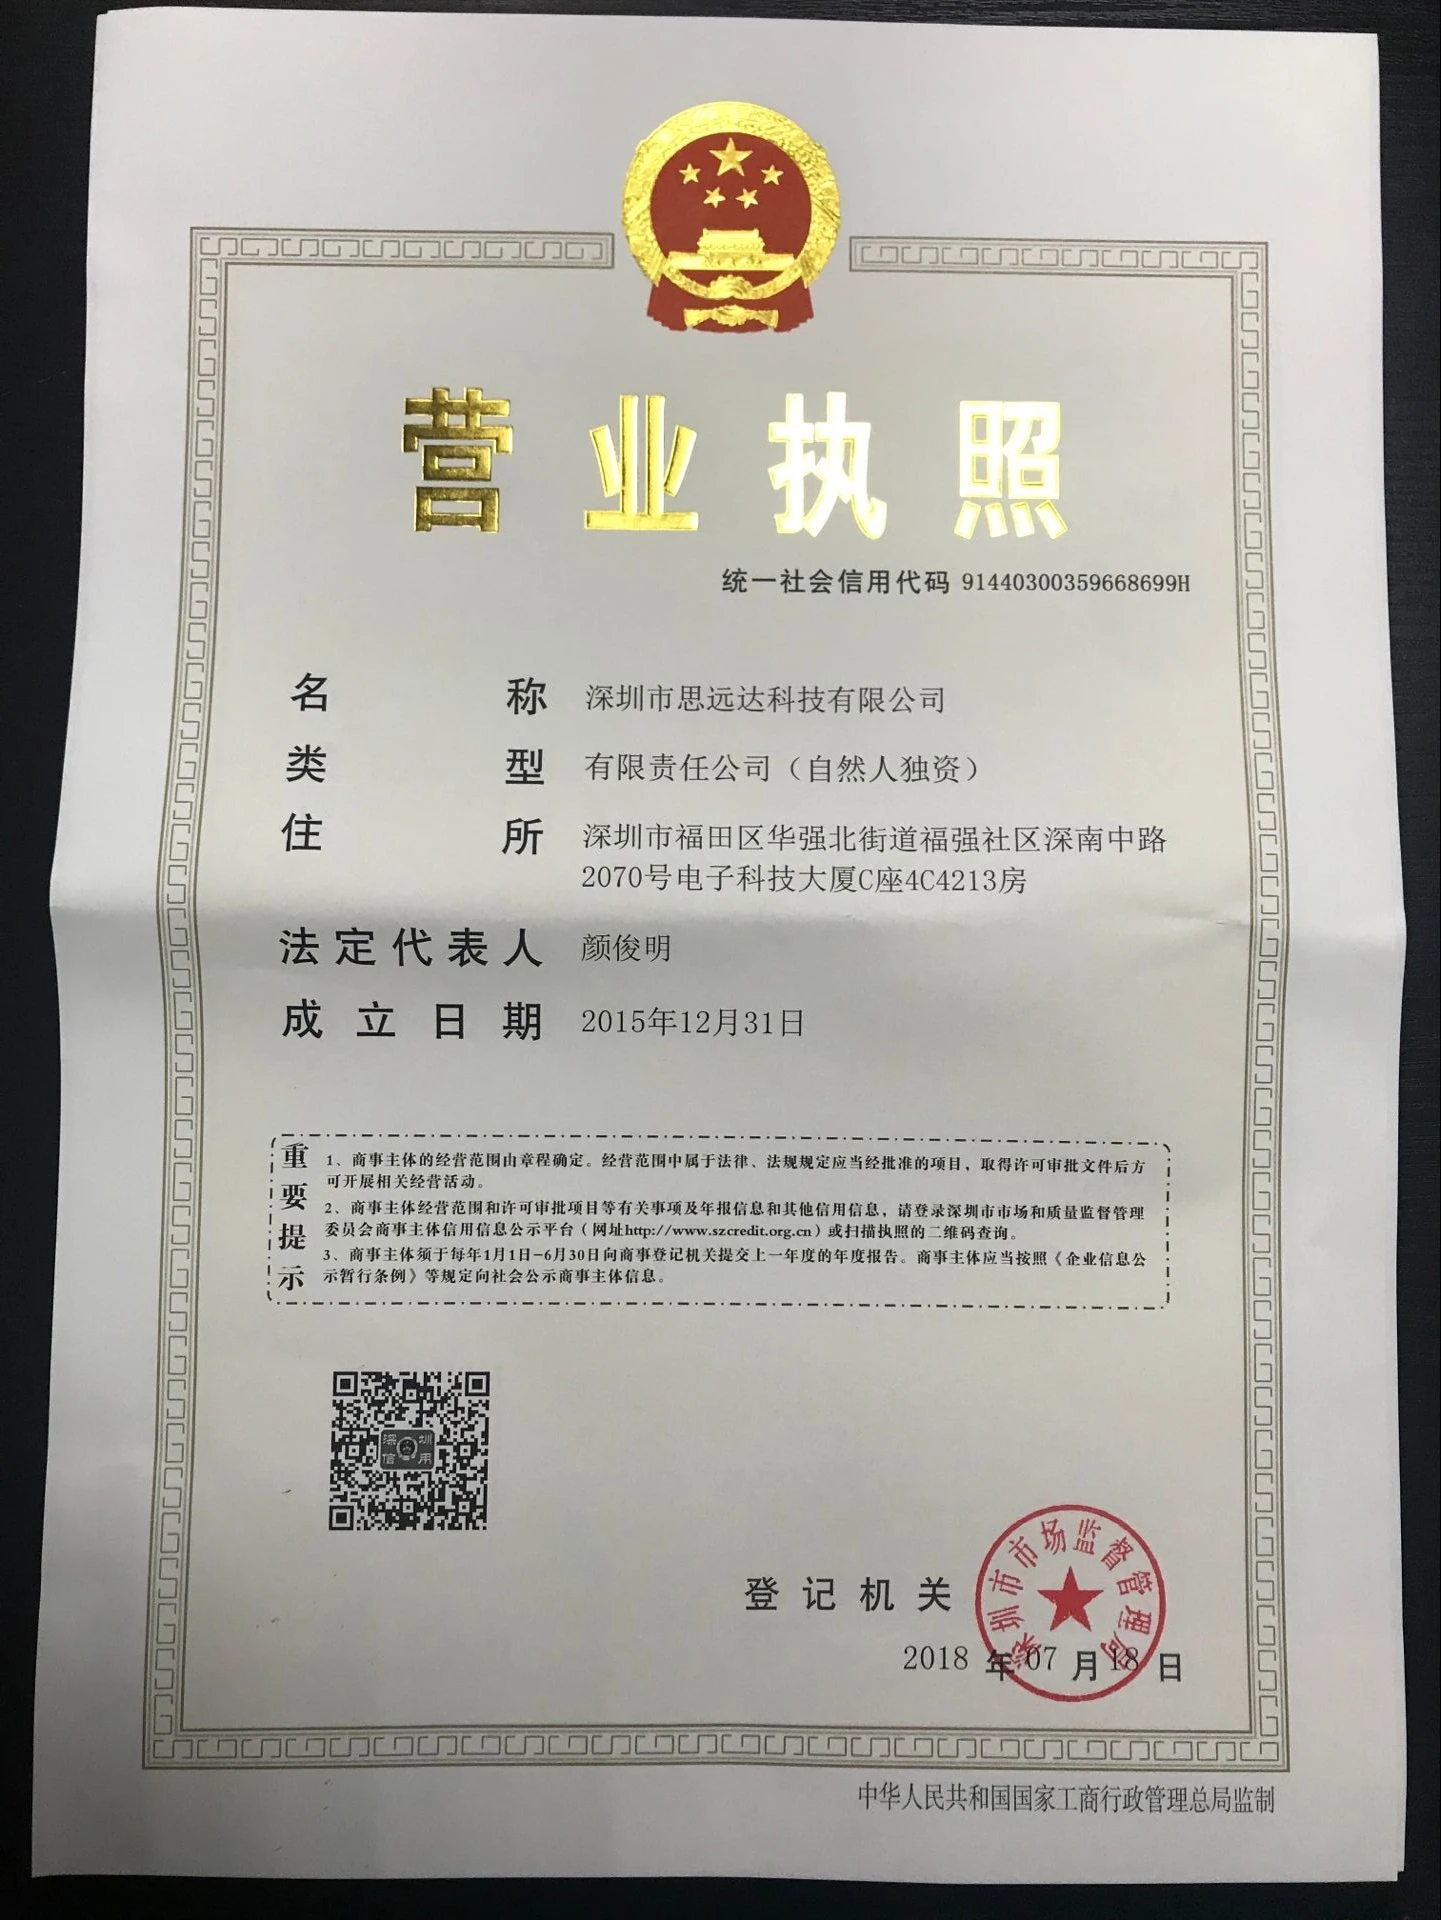 营业执照
统一社会信用代码 91440300359668699H
名称 深圳市思远达科技有限公司
类型 有限责任公司（自然人独资）
住所 深圳市福田区华强北街道福强社区深南中路
2070号电子科技大厦C座4C4213房
法定代表人 颜俊明
成立日期 2015年12月31日
重要提示
1、商事主体的经营范围由章程确定。经营范围中属于法律、法规规定应当经批准的项目，取得许可审批文件后方
可开展相关经营活动。
2、商事主体经营范围和许可审批项目等有关事项及年报信息和其他信用信息，请登录深圳市市场和质量监督管理
委员会商事主体信用信息公示平台（网址http://www.szcredit.org.cn）或扫描执照的二维码查询。
3、商事主体须于每年1月1日-6月30日向商事登记机关提交上一年度的年度报告。商事主体应当按照《企业信息公
示暂行条例》等规定向社会公示商事主体信息。
深圳
信用
登记机关
深圳市市场监督管理局
2018年07月18日
中华人民共和国国家工商行政管理总局监制